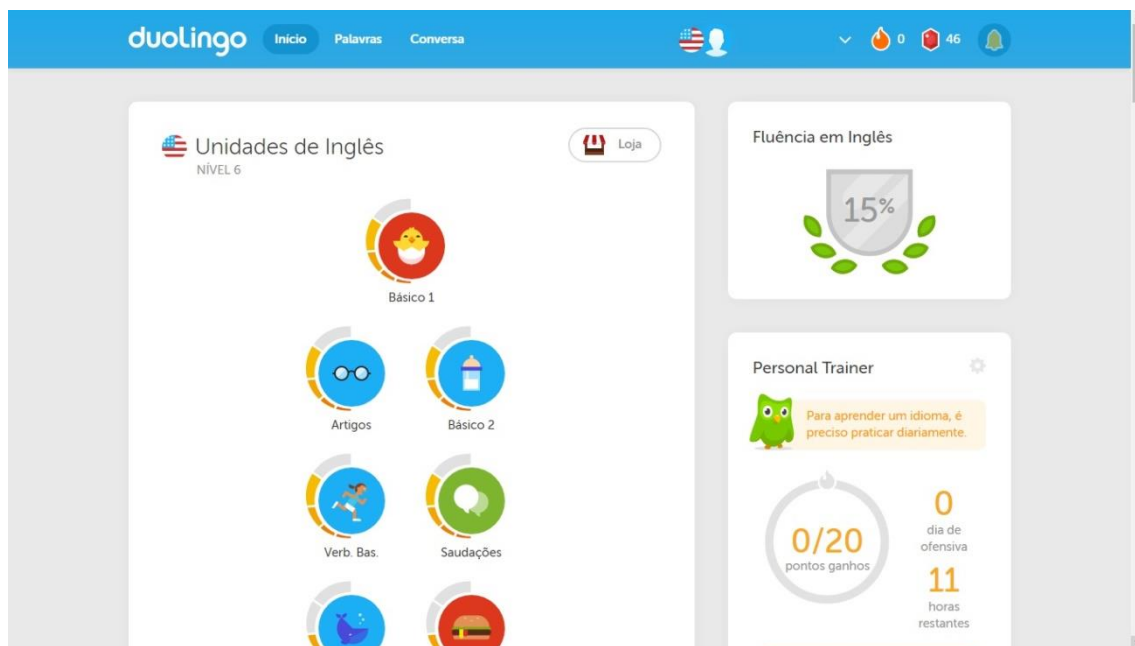 duolingo Início Palavras Conversa 0 46
Unidades de Inglês
NÍVEL 6
Loja
Básico 1
Artigos Básico 2
Verb. Bas. Saudações
Fluência em Inglês
15%
Personal Trainer
Para aprender um idioma, é
preciso praticar diariamente.
0/20
pontos ganhos
0
dia de
ofensiva
11
horas
restantes